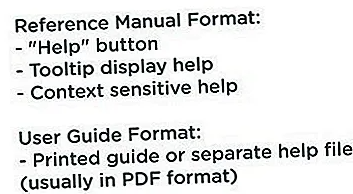 Reference Manual Format:
- "Help" button
- Tooltip display help
- Context sensitive help
User Guide Format:
- Printed guide or separate help file
(usually in PDF format)